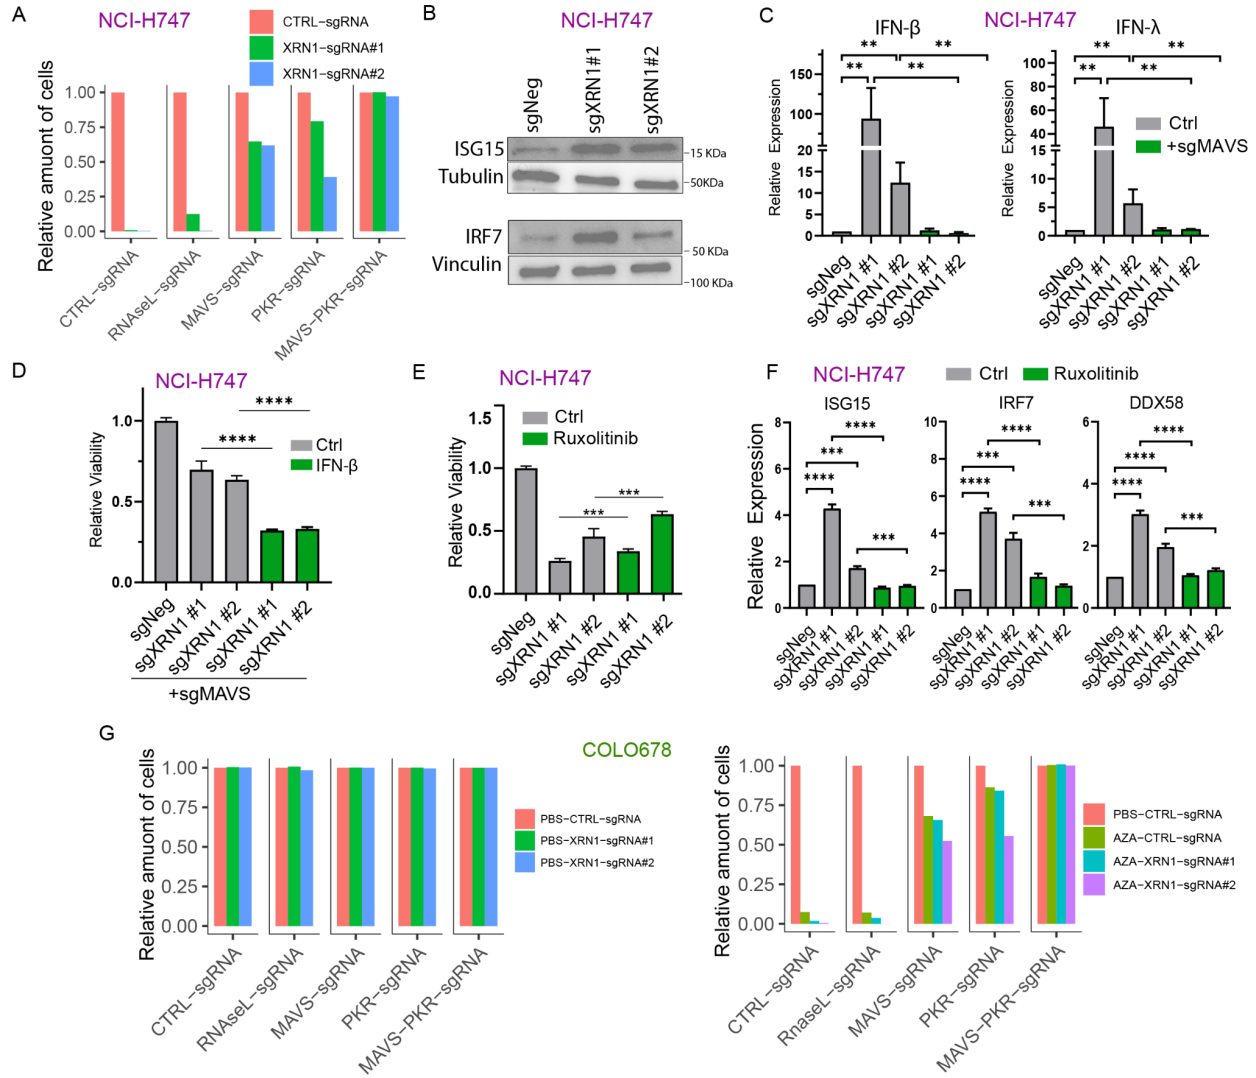 A
NCI-H747
CTRL-sgRNA
XRN1-sgRNA#1
XRN1-sgRNA#2
Relative amuont of cells
1.00
0.75
0.50
0.25
0.00
CTRL-sgRNA
RNAseL-sgRNA
MAVS-sgRNA
PKR-sgRNA
MAVS-PKR-sgRNA
B
NCI-H747
sgNeg
sgXRN1#1
sgXRN1#2
ISG15
15 KDa
Tubulin
50KDa
IRF7
50 KDa
Vinculin
100 KDa
C
NCI-H747
IFN-β
Relative Expression
150
125
100
75
50
20
15
10
5
0
** **
** **
sgNeg
sgXRN1 #1
sgXRN1 #2
sgXRN1 #1
sgXRN1 #2
IFN-λ
Relative Expression
100
80
60
40
20
15
10
5
0
** **
** **
Ctrl
+sgMAVS
sgNeg
sgXRN1 #1
sgXRN1 #2
sgXRN1 #1
sgXRN1 #2
D
NCI-H747
Relative Viability
1.0
0.5
0.0
****
****
Ctrl
IFN-β
sgNeg
sgXRN1 #1
sgXRN1 #2
sgXRN1 #1
sgXRN1 #2
+sgMAVS
E
NCI-H747
Relative Viability
1.5
1.0
0.5
0.0
Ctrl
Ruxolitinib
***
***
sgNeg
sgXRN1 #1
sgXRN1 #2
sgXRN1 #1
sgXRN1 #2
F
NCI-H747
Ctrl
Ruxolitinib
Relative Expression
ISG15
8
6
4
2
0
****
***
****
***
sgNeg
sgXRN1 #1
sgXRN1 #2
sgXRN1 #1
sgXRN1 #2
IRF7
10
8
6
4
2
0
****
***
****
***
sgNeg
sgXRN1 #1
sgXRN1 #2
sgXRN1 #1
sgXRN1 #2
DDX58
6
4
2
0
****
****
****
***
sgNeg
sgXRN1 #1
sgXRN1 #2
sgXRN1 #1
sgXRN1 #2
G
COLO678
Relative amuont of cells
1.00
0.75
0.50
0.25
0.00
CTRL-sgRNA
RNAseL-sgRNA
MAVS-sgRNA
PKR-sgRNA
MAVS-PKR-sgRNA
PBS-CTRL-sgRNA
PBS-XRN1-sgRNA#1
PBS-XRN1-sgRNA#2
Relative amuont of cells
1.00
0.75
0.50
0.25
0.00
CTRL-sgRNA
RnaseL-sgRNA
MAVS-sgRNA
PKR-sgRNA
MAVS-PKR-sgRNA
PBS-CTRL-sgRNA
AZA-CTRL-sgRNA
AZA-XRN1-sgRNA#1
AZA-XRN1-sgRNA#2